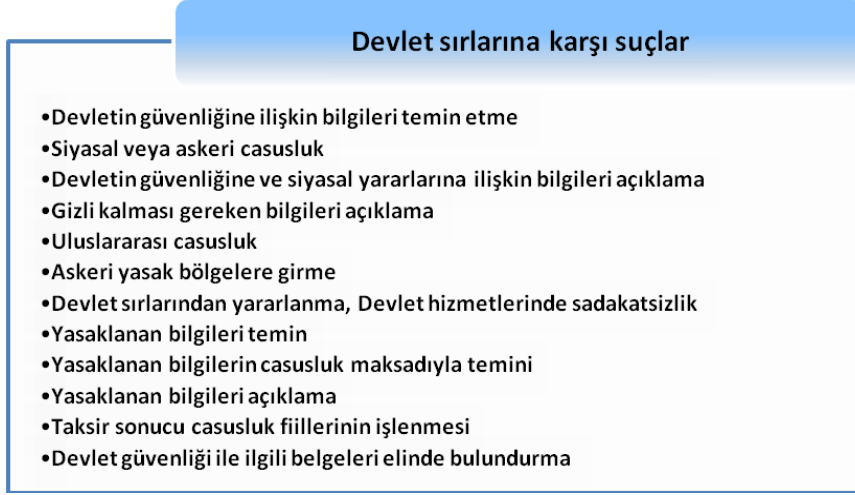 Devlet sırlarına karşı suçlar
•Devletin güvenliğine ilişkin bilgileri temin etme
•Siyasal veya askeri casusluk
•Devletin güvenliğine ve siyasal yararlarına ilişkin bilgileri açıklama
•Gizli kalması gereken bilgileri açıklama
•Uluslararası casusluk
•Askeri yasak bölgelere girme
•Devlet sırlarından yararlanma, Devlet hizmetlerinde sadakatsizlik
•Yasaklanan bilgileri temin
•Yasaklanan bilgilerin casusluk maksadıyla temini
•Yasaklanan bilgileri açıklama
•Taksir sonucu casusluk fiillerinin işlenmesi
•Devlet güvenliği ile ilgili belgeleri elinde bulundurma